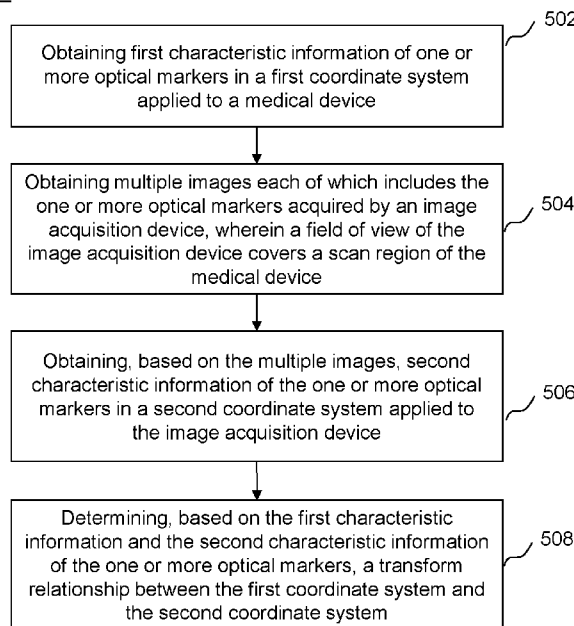 502
Obtaining first characteristic information of one or
more optical markers in a first coordinate system
applied to a medical device
Obtaining multiple images each of which includes the
one or more optical markers acquired by an image
acquisition device, wherein a field of view of the
image acquisition device covers a scan region of the
medical device
504
Obtaining, based on the multiple images, second
characteristic information of the one or more optical
markers in a second coordinate system applied to
the image acquisition device
506
Determining, based on the first characteristic
information and the second characteristic information
of the one or more optical markers, a transform
relationship between the first coordinate system and
the second coordinate system
508